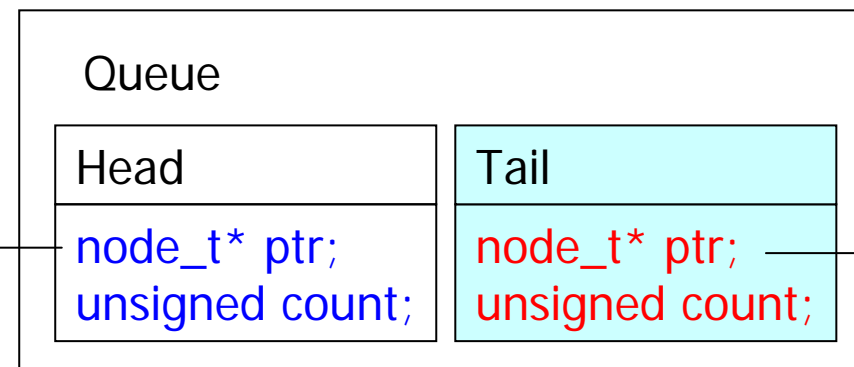 Queue
Head
node_t* ptr;
unsigned count;
Tail
node_t* ptr;
unsigned count;